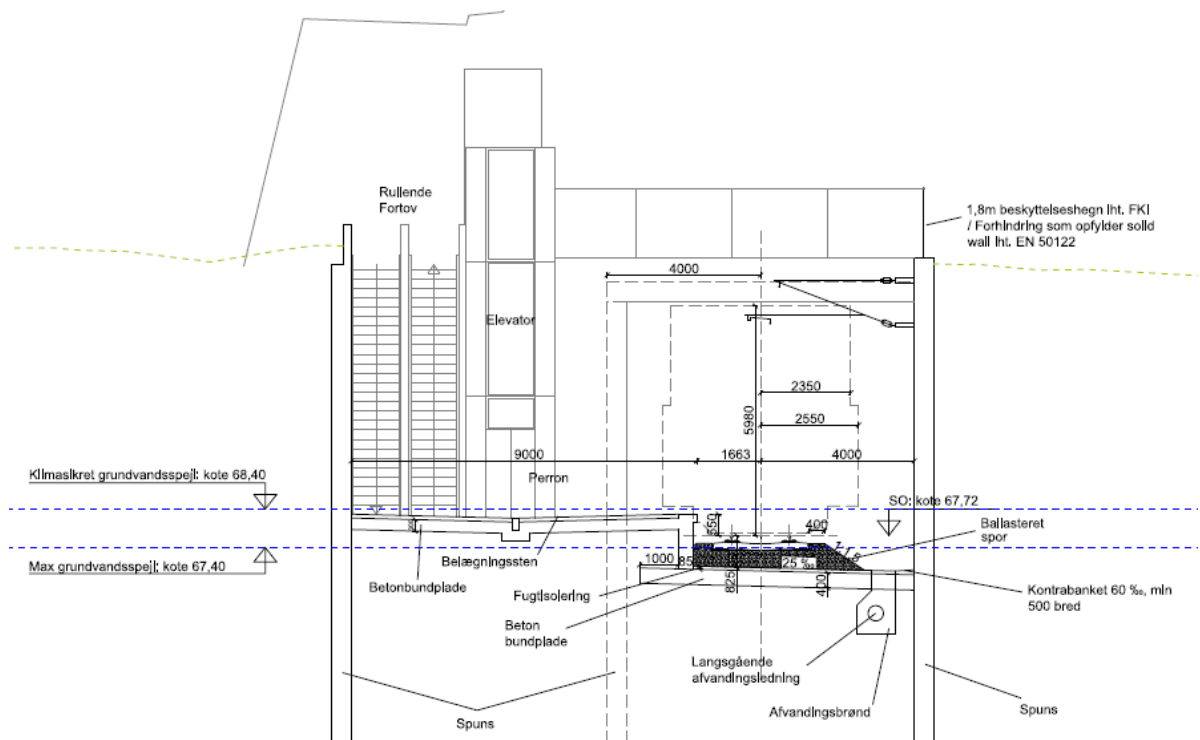 Rullende
Fortov
1,8m beskyttelseshegn iht. FKI
/ Forhindring som opfylder solid
wall iht. EN 50122
4000
Elevator
2350
2550
5980
9000
1663
4000
Perron
Klimasikret grundvandsspejl: kote 68,40
SO: kote 67,72
550
400
Ballasteret
spor
Max grundvandsspejl: kote 67,40
Belægningssten
Betonbundplade
1000
85
25 ‰
825
400
Fugtisolering
Kontrabanket 60 ‰, min
500 bred
Beton
bundplade
Langsgående
afvandingsledning
Afvandingsbrønd
Spuns
Spuns